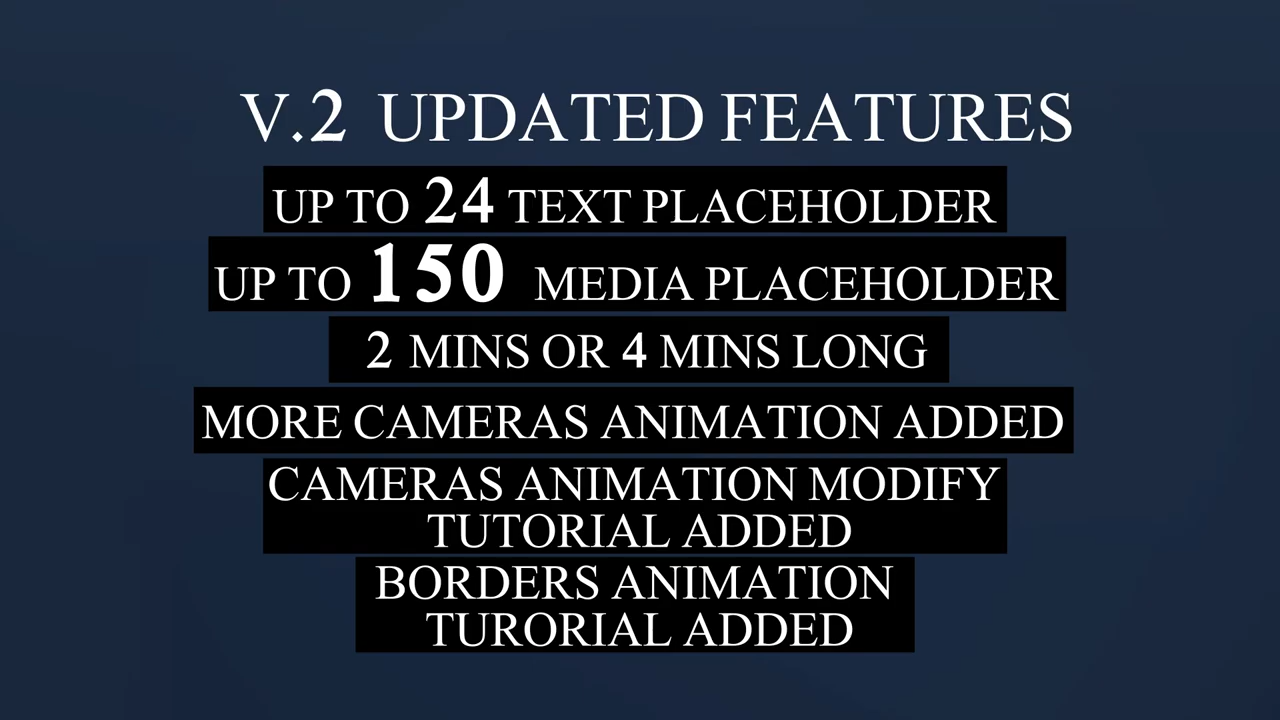 V.2 UPDATED FEATURES
UP TO 24 TEXT PLACEHOLDER
UP TO 150 MEDIA PLACEHOLDER
2 MINS OR 4 MINS LONG
MORE CAMERAS ANIMATION ADDED
CAMERAS ANIMATION MODIFY
TUTORIAL ADDED
BORDERS ANIMATION
TURORIAL ADDED